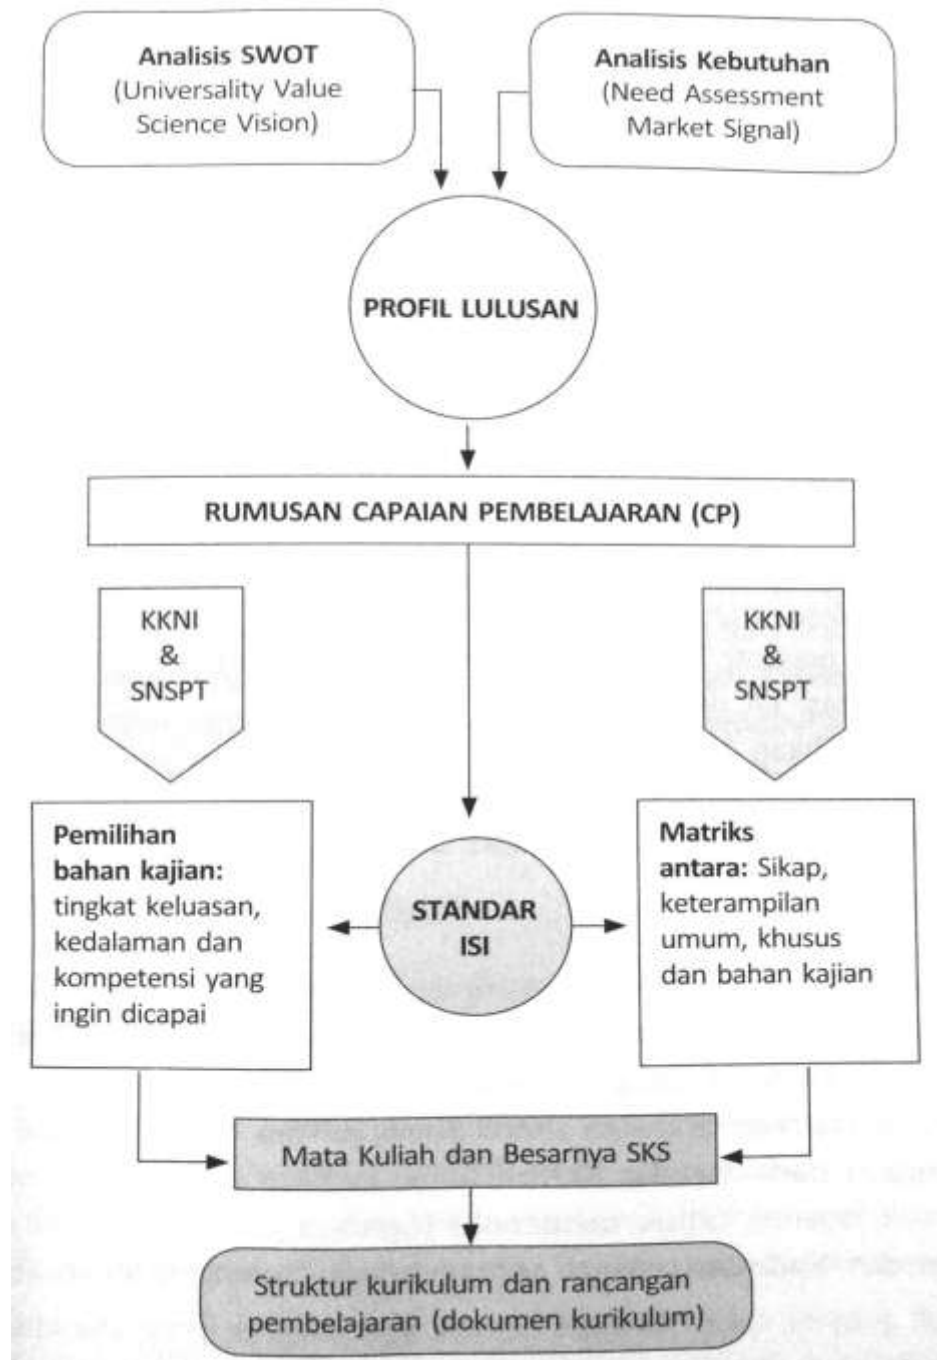 Analisis SWOT
(Universality Value
Science Vision)
Analisis Kebutuhan
(Need Assessment
Market Signal)
PROFIL LULUSAN
RUMUSAN CAPAIAN PEMBELAJARAN (CP)
KKNI
&
SNSPT
KKNI
&
SNSPT
Pemilihan
bahan kajian:
tingkat keluasan,
kedalaman dan
kompetensi yang
ingin dicapai
STANDAR
ISI
Matriks
antara: Sikap,
keterampilan
umum, khusus
dan bahan kajian
Mata Kuliah dan Besarnya SKS
Struktur kurikulum dan rancangan
pembelajaran (dokumen kurikulum)